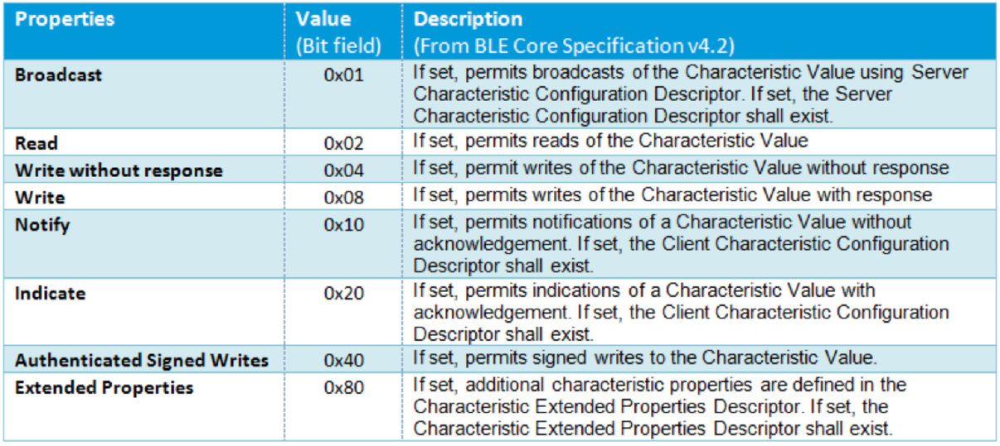 Properties Value Description
(Bit field) (From BLE Core Specification v4.2)
Broadcast 0x01 If set, permits broadcasts of the Characteristic Value using Server
Characteristic Configuration Descriptor. If set, the Server
Characteristic Configuration Descriptor shall exist.
Read 0x02 If set, permits reads of the Characteristic Value
Write without response 0x04 If set, permit writes of the Characteristic Value without response
Write 0x08 If set, permits writes of the Characteristic Value with response
Notify 0x10 If set, permits notifications of a Characteristic Value without
acknowledgement. If set, the Client Characteristic Configuration
Descriptor shall exist.
Indicate 0x20 If set, permits indications of a Characteristic Value with
acknowledgement. If set, the Client Characteristic Configuration
Descriptor shall exist.
Authenticated Signed Writes 0x40 If set, permits signed writes to the Characteristic Value.
Extended Properties 0x80 If set, additional characteristic properties are defined in the
Characteristic Extended Properties Descriptor. If set, the
Characteristic Extended Properties Descriptor shall exist.